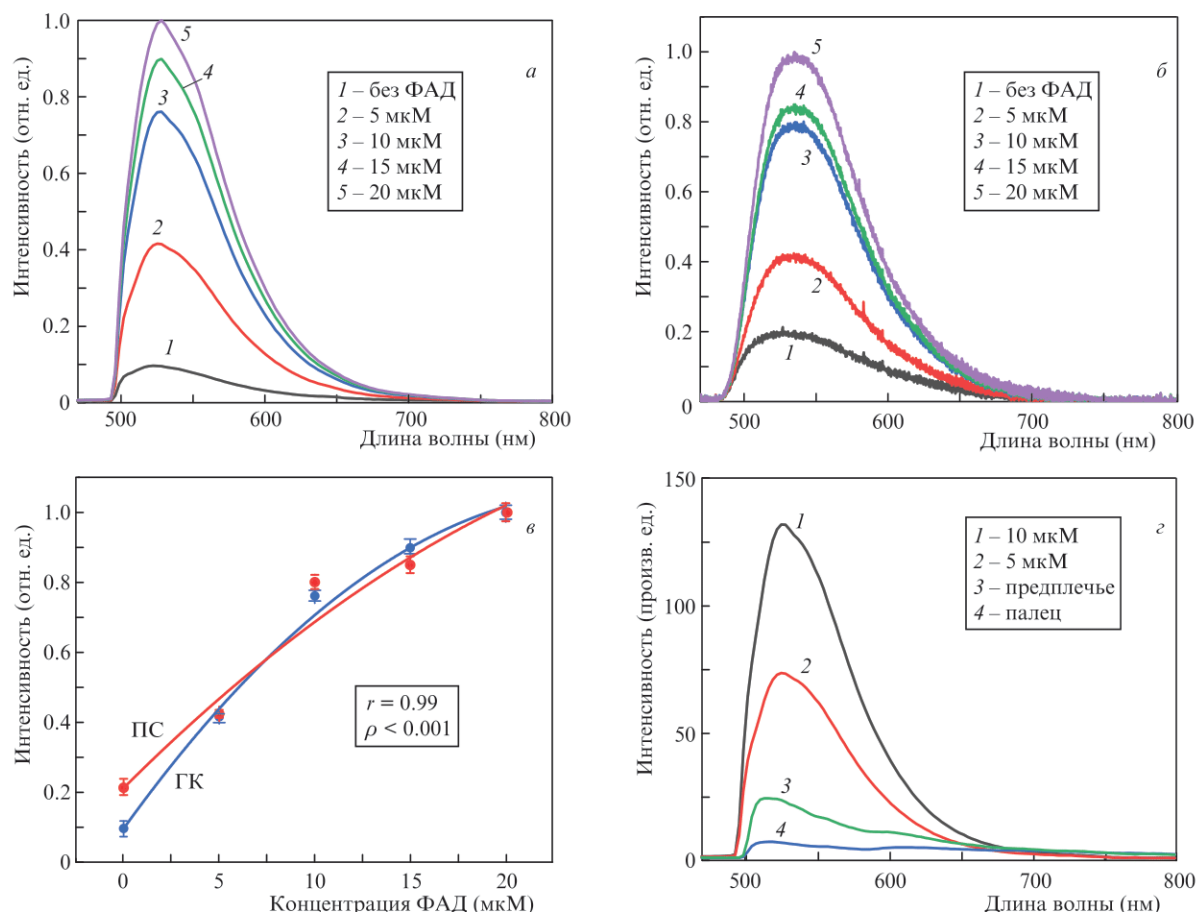 а
Интенсивность (отн. ед.)
1.0
0.8
0.6
0.4
0.2
0
500
600
700
800
Длина волны (нм)
5
4
3
2
1
1 – без ФАД
2 – 5 мкМ
3 – 10 мкМ
4 – 15 мкМ
5 – 20 мкМ
б
Интенсивность (отн. ед.)
1.0
0.8
0.6
0.4
0.2
0
500
600
700
800
Длина волны (нм)
5
4
3
2
1
1 – без ФАД
2 – 5 мкМ
3 – 10 мкМ
4 – 15 мкМ
5 – 20 мкМ
в
Интенсивность (отн. ед.)
1.0
0.8
0.6
0.4
0.2
0
0
5
10
15
20
Концентрация ФАД (мкМ)
ПС
ГК
r = 0.99
ρ < 0.001
г
Интенсивность (произв. ед.)
150
125
75
50
25
0
500
600
700
800
Длина волны (нм)
1
2
3
4
1 – 10 мкМ
2 – 5 мкМ
3 – предплечье
4 – палец